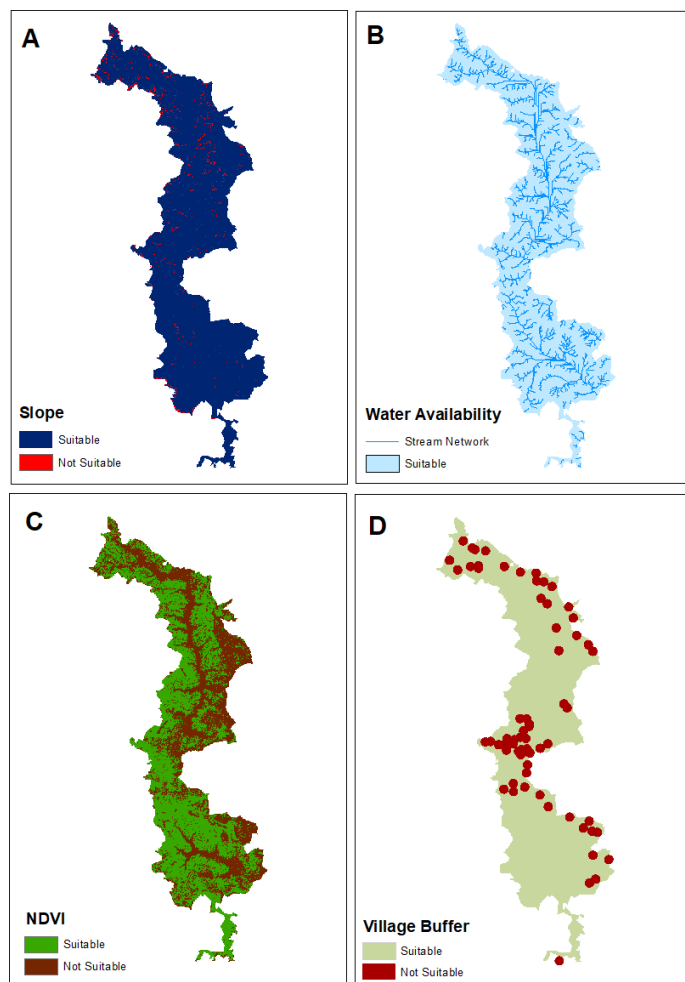 A
Slope
Suitable
Not Suitable
B
Water Availability
Stream Network
Suitable
C
NDVI
Suitable
Not Suitable
D
Village Buffer
Suitable
Not Suitable